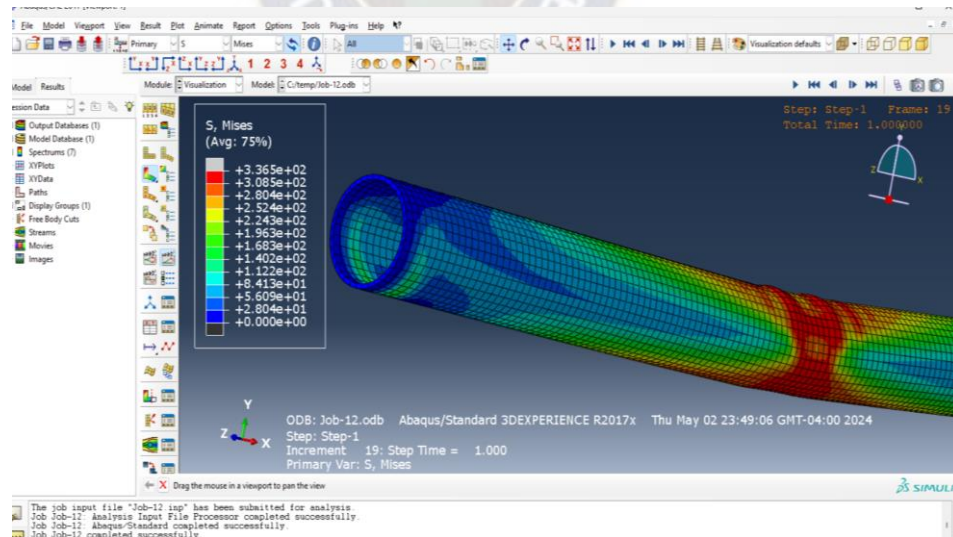 File Model Viewport View Result Plot Animate Report Options Tools Plug-ins Help
Primary S Mises All Visualization defaults
1 2 3 4
Model Results Module: Visualization Model: C:/temp/Job-12.odb
Session Data
Output Databases (1)
Model Database (1)
Spectrums (7)
XYPlots
XYData
Paths
Display Groups (1)
Free Body Cuts
Streams
Movies
Images
Step: Step-1 Frame: 19
Total Time: 1.000000
S, Mises
(Avg: 75%)
+3.365e+02
+3.085e+02
+2.804e+02
+2.524e+02
+2.243e+02
+1.963e+02
+1.683e+02
+1.402e+02
+1.122e+02
+8.413e+01
+5.609e+01
+2.804e+01
+0.000e+00
Z X
Y
Z X
ODB: Job-12.odb Abaqus/Standard 3DEXPERIENCE R2017x Thu May 02 23:49:06 GMT-04:00 2024
Step: Step-1
Increment 19: Step Time = 1.000
Primary Var: S, Mises
Drag the mouse in a viewport to pan the view
SIMULI
The job input file "Job-12.inp" has been submitted for analysis.
Job Job-12: Analysis Input File Processor completed successfully.
Job Job-12: Abaqus/Standard completed successfully.
Job Job-12 completed successfully.